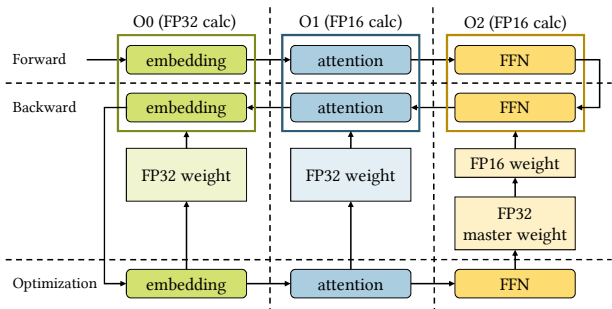 O0 (FP32 calc)
O1 (FP16 calc)
O2 (FP16 calc)
Forward
embedding
attention
FFN
Backward
embedding
attention
FFN
FP32 weight
FP32 weight
FP16 weight
FP32
master weight
Optimization
embedding
attention
FFN